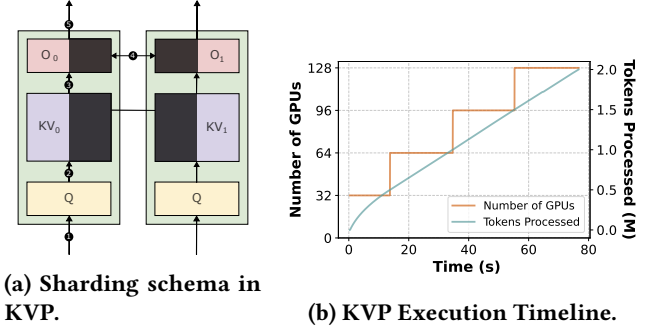 5
O0
4
O1
3
KV0
KV1
2
Q
Q
1
(a) Sharding schema in
KVP.
Number of GPUs
128
96
64
32
0
2.0
1.5
1.0
0.5
0.0
Tokens Processed (M)
Number of GPUs
Tokens Processed
0 20 40 60 80
Time (s)
(b) KVP Execution Timeline.